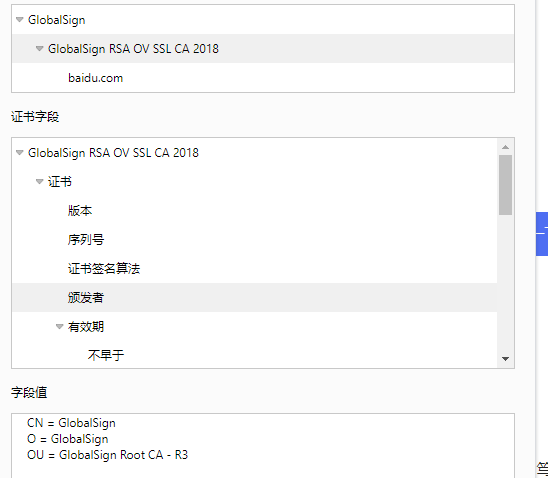 GlobalSign
GlobalSign RSA OV SSL CA 2018
baidu.com
证书字段
GlobalSign RSA OV SSL CA 2018
证书
版本
序列号
证书签名算法
颁发者
有效期
不早于
字段值
CN = GlobalSign
O = GlobalSign
OU = GlobalSign Root CA - R3